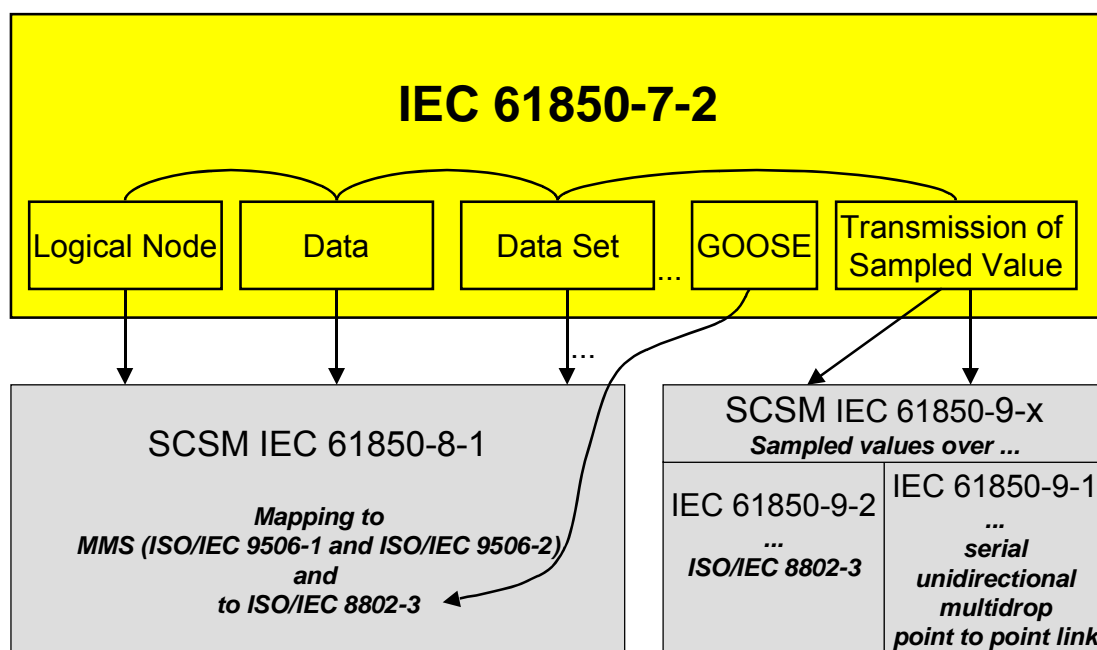 IEC 61850-7-2
Logical Node
Data
Data Set
...
GOOSE
Transmission of
Sampled Value
...
SCSM IEC 61850-8-1
Mapping to
MMS (ISO/IEC 9506-1 and ISO/IEC 9506-2)
and
to ISO/IEC 8802-3
SCSM IEC 61850-9-x
Sampled values over ...
IEC 61850-9-2
...
ISO/IEC 8802-3
IEC 61850-9-1
...
serial
unidirectional
multidrop
point to point link